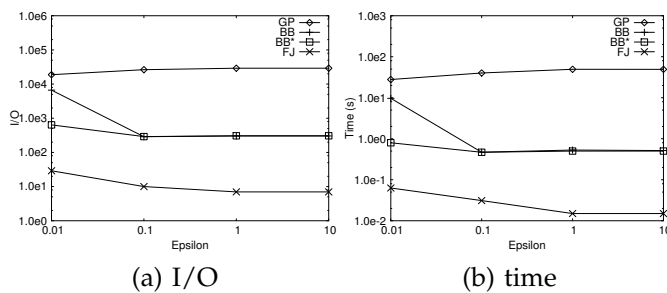 1.0e6
1.0e5
1.0e4
1.0e3
1.0e2
1.0e1
1.0e0
I/O
GP
BB
BB*
FJ
0.01
0.1
1
10
Epsilon
(a) I/O
1.0e3
1.0e2
1.0e1
1.0e0
1.0e-1
1.0e-2
Time (s)
GP
BB
BB*
FJ
0.01
0.1
1
10
Epsilon
(b) time